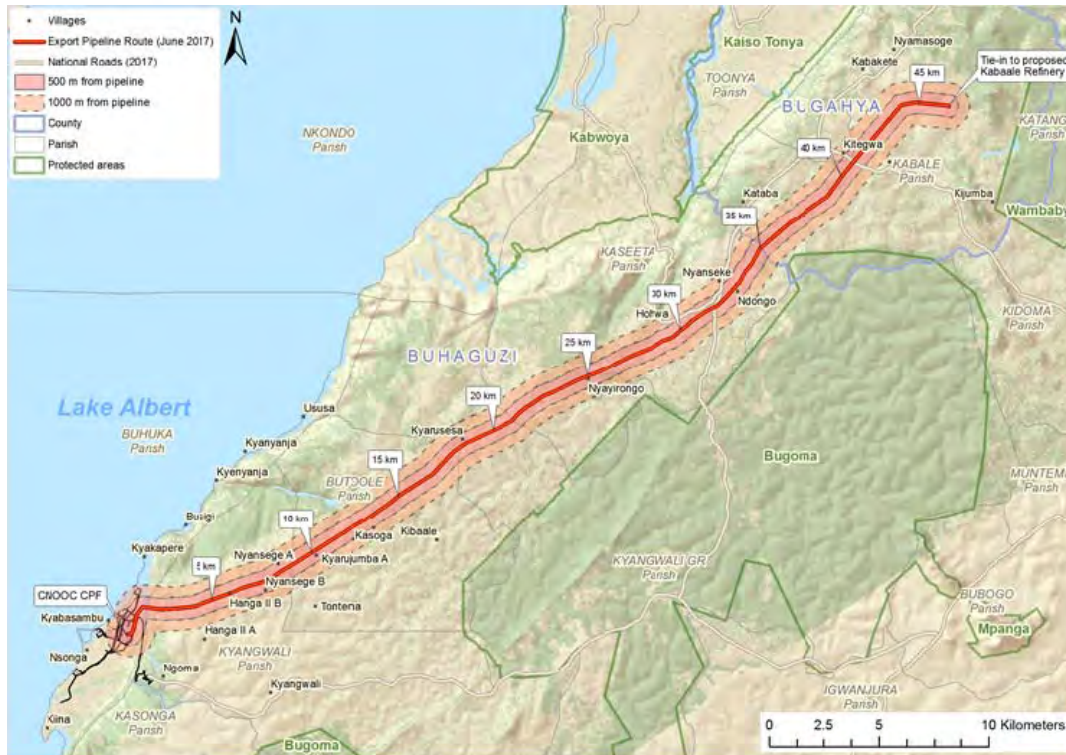 Villages
Export Pipeline Route (June 2017)
National Roads (2017)
500 m from pipeline
1000 m from pipeline
County
Parish
Protected areas
N
Nyamasoge
Kaiso Tonya
Kabakete
Tie-in to proposed
Kabaale Refinery
45 km
TOONYA
Parish
BUGAHYA
NKONDO
Parish
Kabwoya
KATANG
Parish
Kitegwa
40 km
KABALE
Parish
Kataba
Kijumba
Wambaby
35 km
KASEETA
Parish
Nyanseke
Ndongo
30 km
Hohwa
KIDOMA
Parish
25 km
BUHAGUZI
Nyayirongo
20 km
Lake Albert
BUHUKA
Parish
Ususa
Kyarusesa
Kyanyanja
Bugoma
15 km
Kyenyanja
BUTOOLE
Parish
MUNTEM
Parish
10 km
Kasoga
Kibaale
Kyakapere
Nyansege A
Kyarujumba A
KYANGWALI GR
Parish
5 km
Nyansege B
CNOOC CPF
Hanga II B
Kyabasambu
BUBOGO
Parish
Mpanga
Hanga II A
Nsonga
KYANGWALI
Parish
Ngoma
Kyangwali
IGWANJURA
Parish
KASONGA
Parish
Kiina
Bugoma
0 2.5 5 10 Kilometers